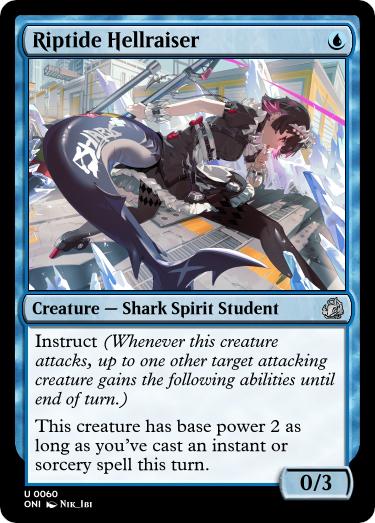 Riptide Hellraiser
SHARK
Creature — Shark Spirit Student
Instruct (Whenever this creature
attacks, up to one other target attacking
creature gains the following abilities until
end of turn.)
This creature has base power 2 as
long as you've cast an instant or
sorcery spell this turn.
0/3
U 0060
ONI Nik_Ibi